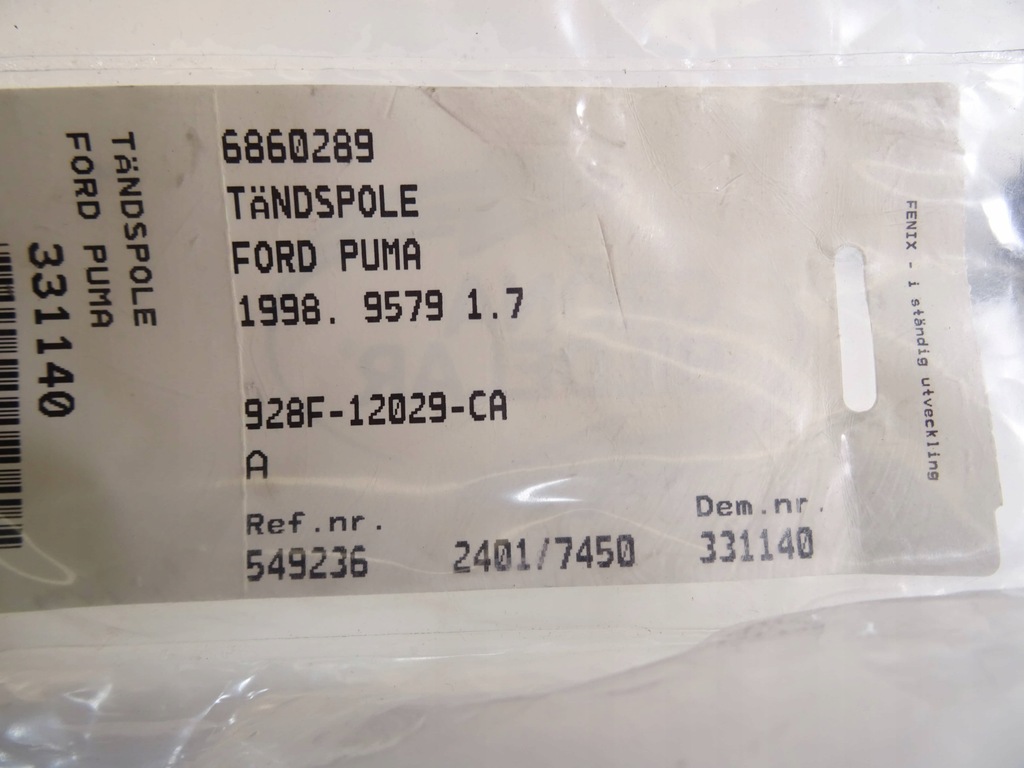 TÄNDSPOLE
FORD PUMA
331140
6860289
TÄNDSPOLE
FORD PUMA
1998. 9579 1.7
928F-12029-CA
A
Ref.nr.
549236
2401/7450
Dem.nr.
331140
FENIX - i ständig utveckling